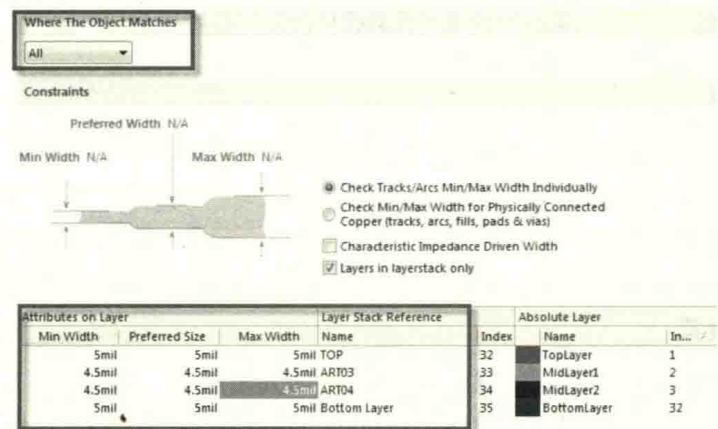 Where The Object Matches
All
Constraints
Preferred Width N/A
Min Width N/A Max Width N/A
Check Tracks/Arcs Min/Max Width Individually
Check Min/Max Width for Physically Connected
Copper (tracks, arcs, fills, pads & vias)
Characteristic Impedance Driven Width
Layers in layerstack only
Attributes on Layer Layer Stack Reference Absolute Layer
Min Width Preferred Size Max Width Name Index Name In...
5mil 5mil 5mil TOP 32 TopLayer 1
4.5mil 4.5mil 4.5mil ART03 33 MidLayer1 2
4.5mil 4.5mil 4.5mil ART04 34 MidLayer2 3
5mil 5mil 5mil Bottom Layer 35 BottomLayer 32